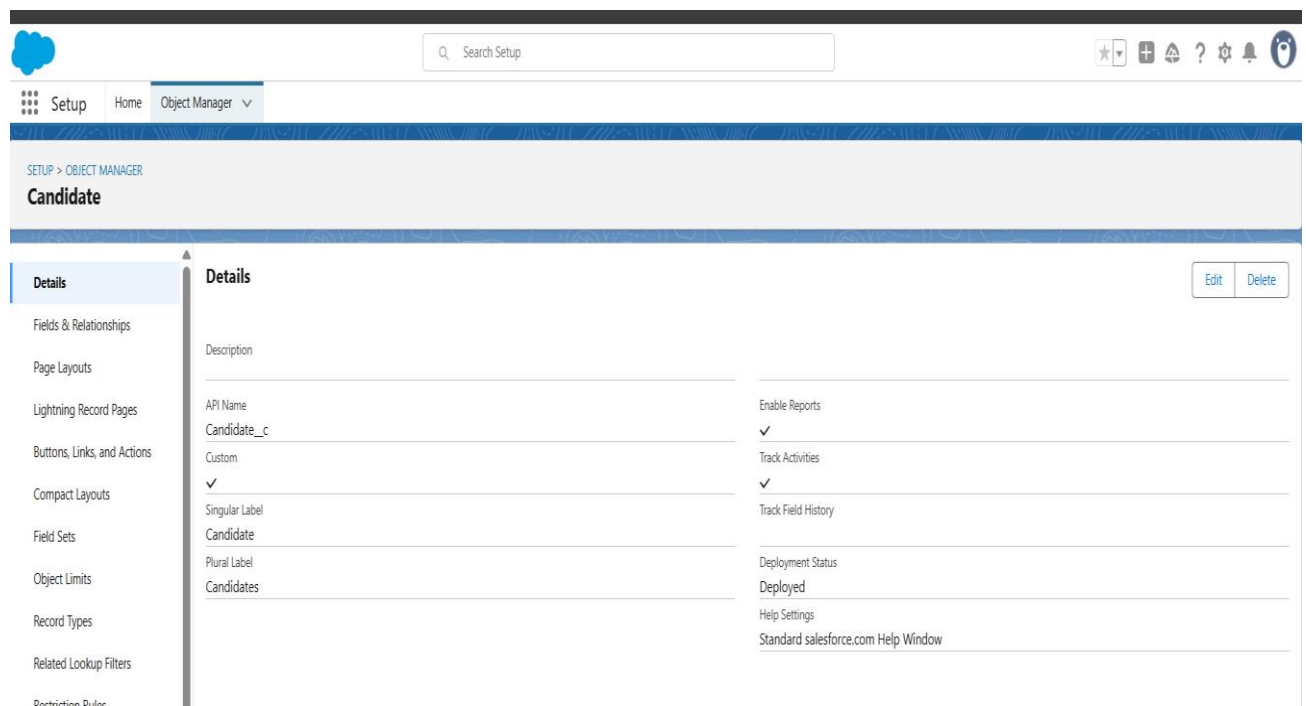 Search Setup
Setup
Home
Object Manager
SETUP > OBJECT MANAGER
Candidate
Details
Fields & Relationships
Page Layouts
Lightning Record Pages
Buttons, Links, and Actions
Compact Layouts
Field Sets
Object Limits
Record Types
Related Lookup Filters
Restriction Rules
Details
Edit
Delete
Description
API Name
Candidate__c
Custom
Singular Label
Candidate
Plural Label
Candidates
Enable Reports
Track Activities
Track Field History
Deployment Status
Deployed
Help Settings
Standard salesforce.com Help Window